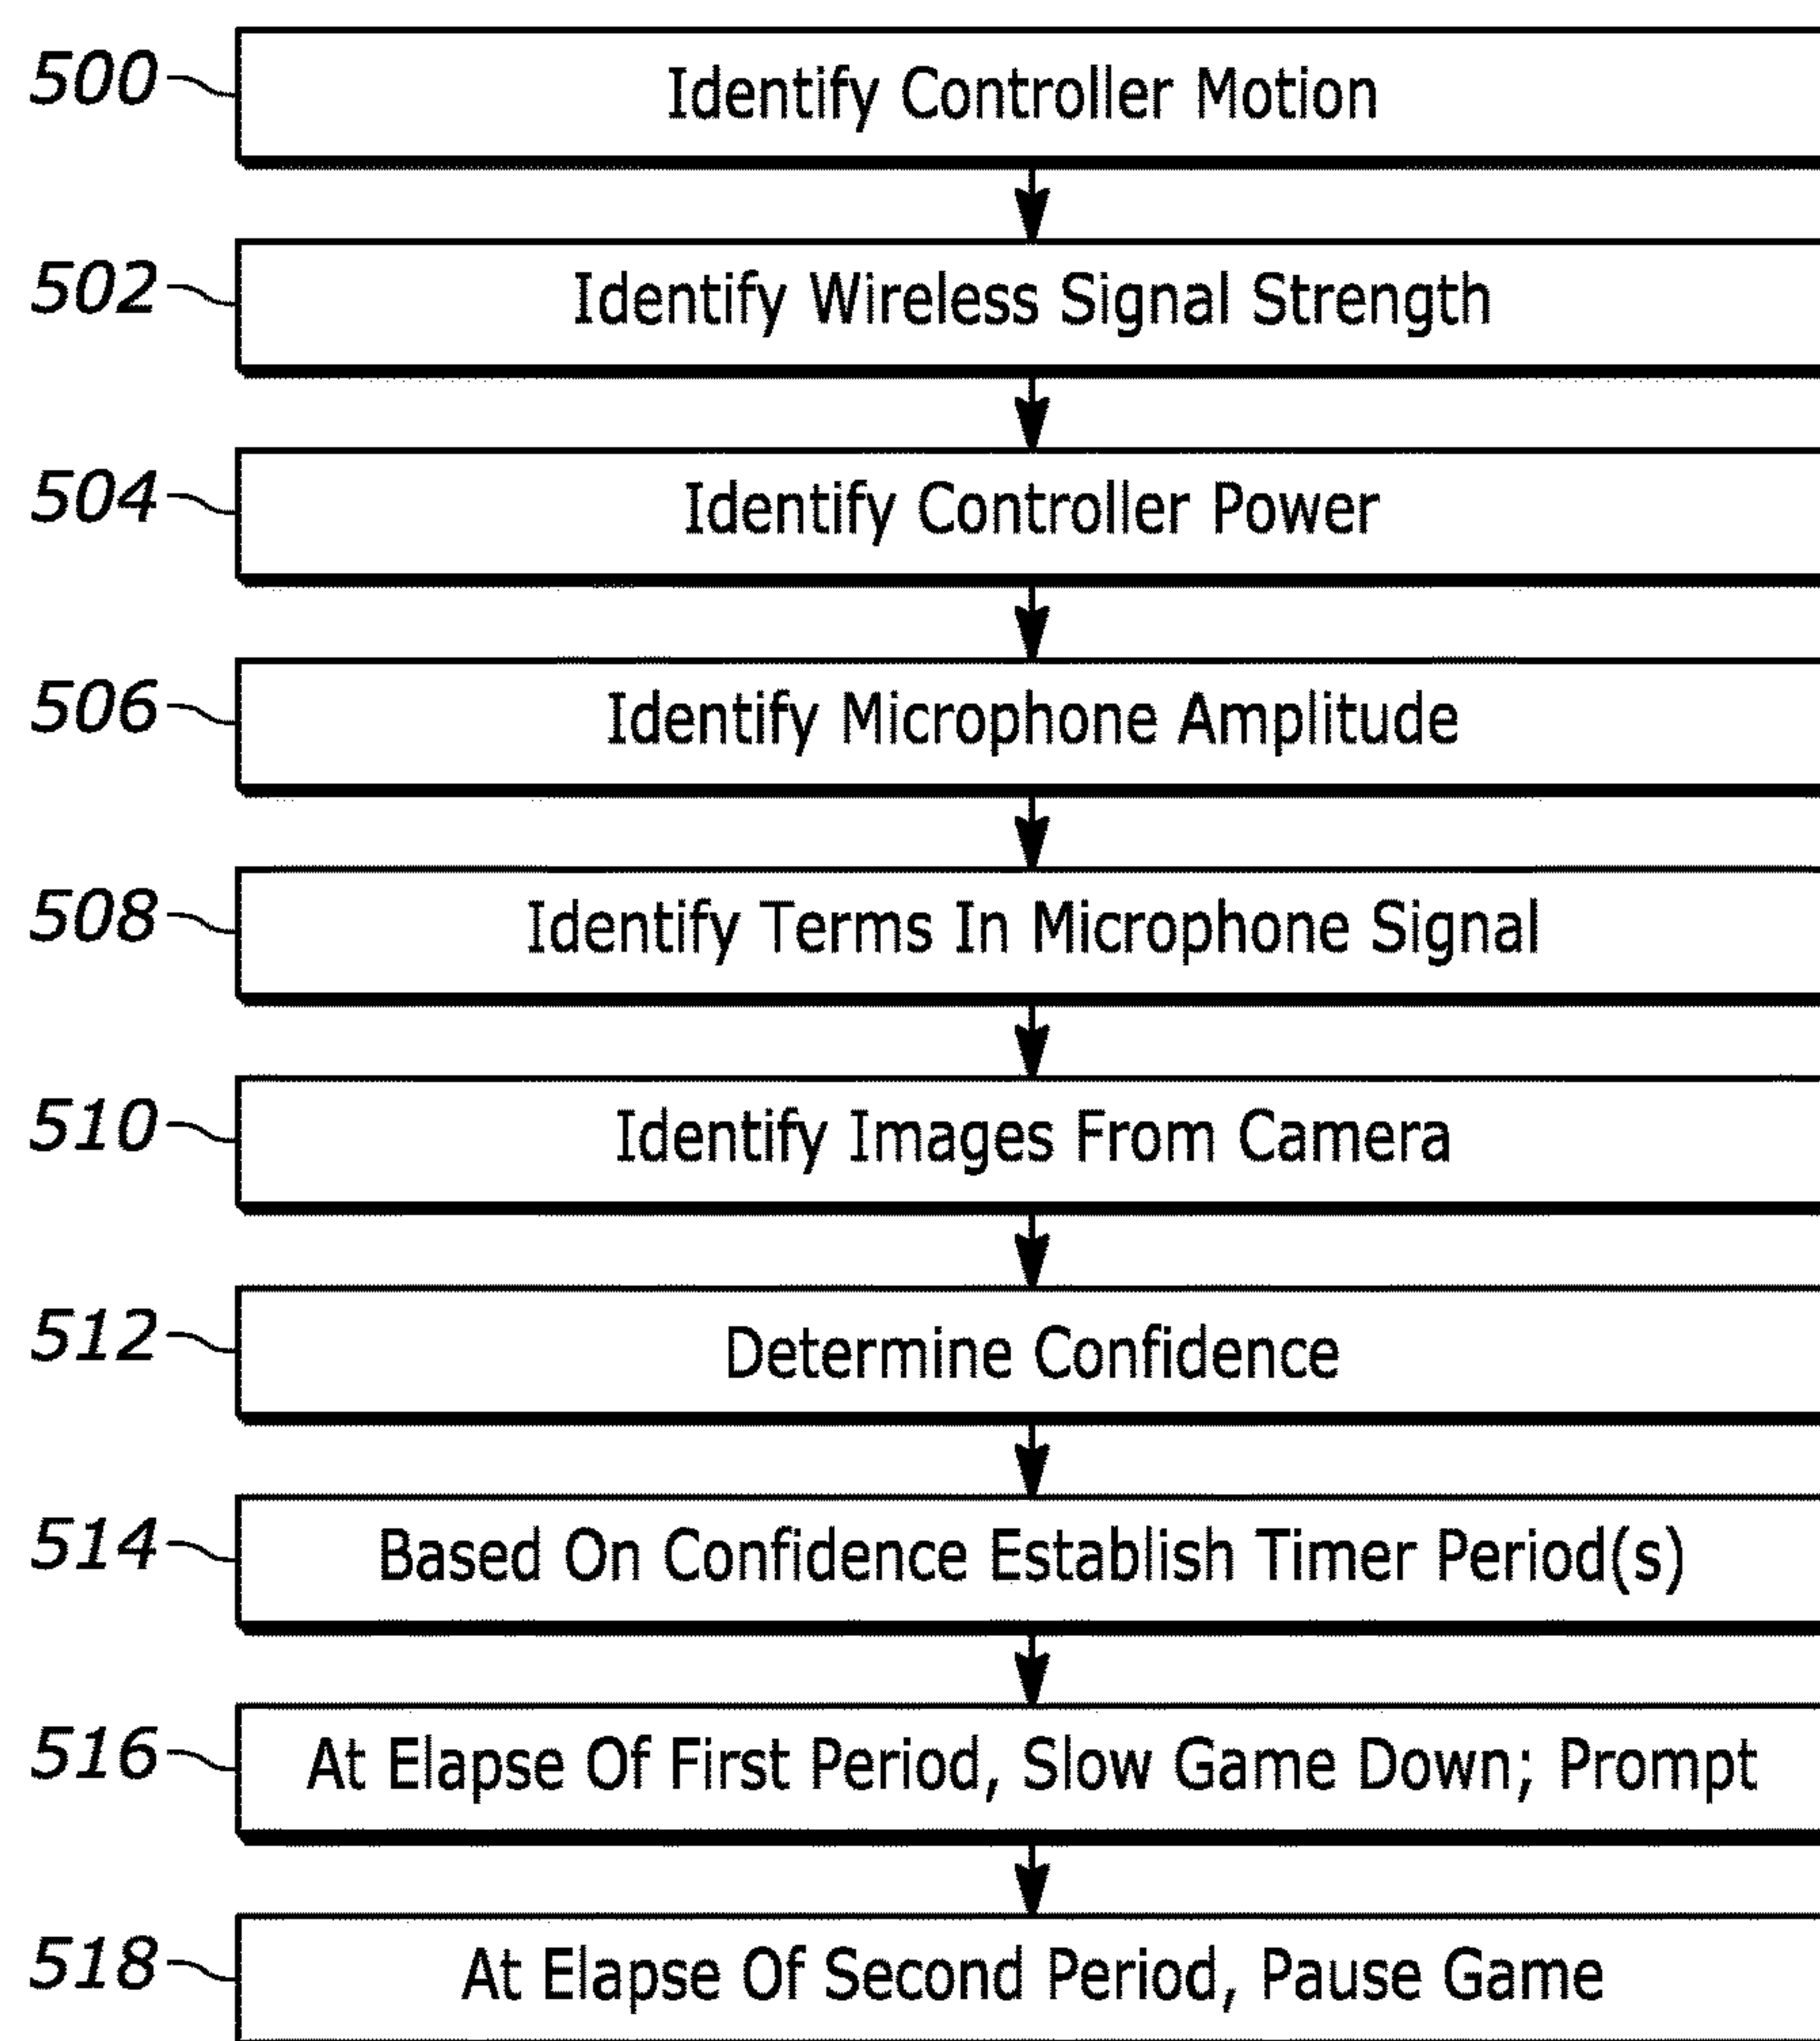 500 Identify Controller Motion
502 Identify Wireless Signal Strength
504 Identify Controller Power
506 Identify Microphone Amplitude
508 Identify Terms In Microphone Signal
510 Identify Images From Camera
512 Determine Confidence
514 Based On Confidence Establish Timer Period(s)
516 At Elapse Of First Period, Slow Game Down; Prompt
518 At Elapse Of Second Period, Pause Game